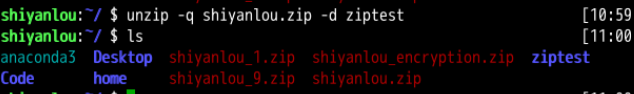 shiyanlou:~/ $ unzip -q shiyanlou.zip -d ziptest [10:59
shiyanlou:~/ $ ls [11:00
anaconda3 Desktop shiyanlou_1.zip shiyanlou_encryption.zip ziptest
Code home shiyanlou_9.zip shiyanlou.zip
shiyanlou:~/ $